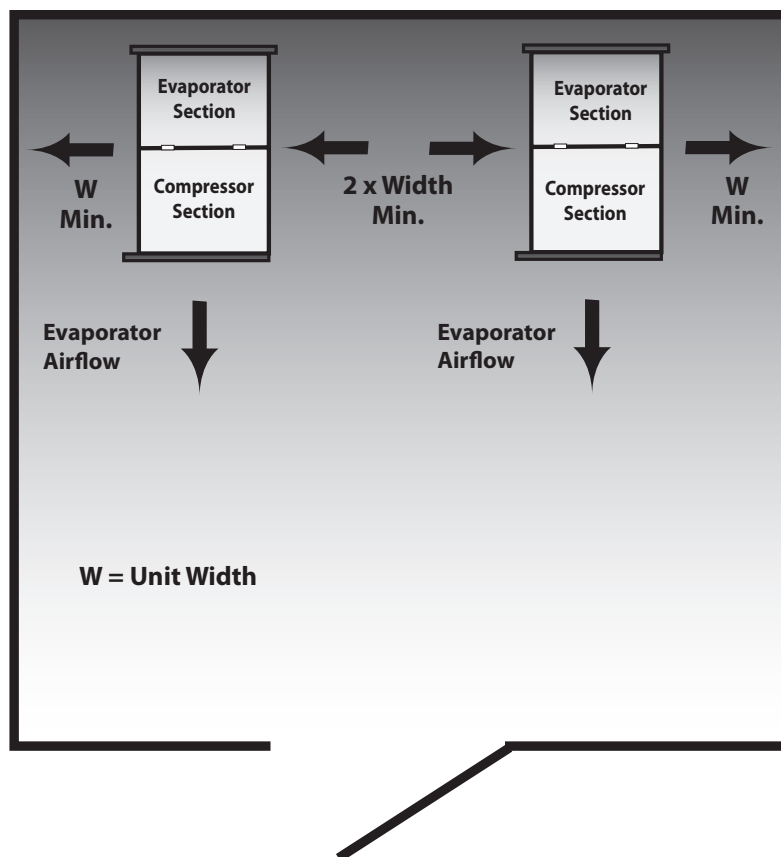 Evaporator
Section
Compressor
Section
W
Min.
2 x Width
Min.
Evaporator
Section
Compressor
Section
W
Min.
Evaporator
Airflow
Evaporator
Airflow
W = Unit Width